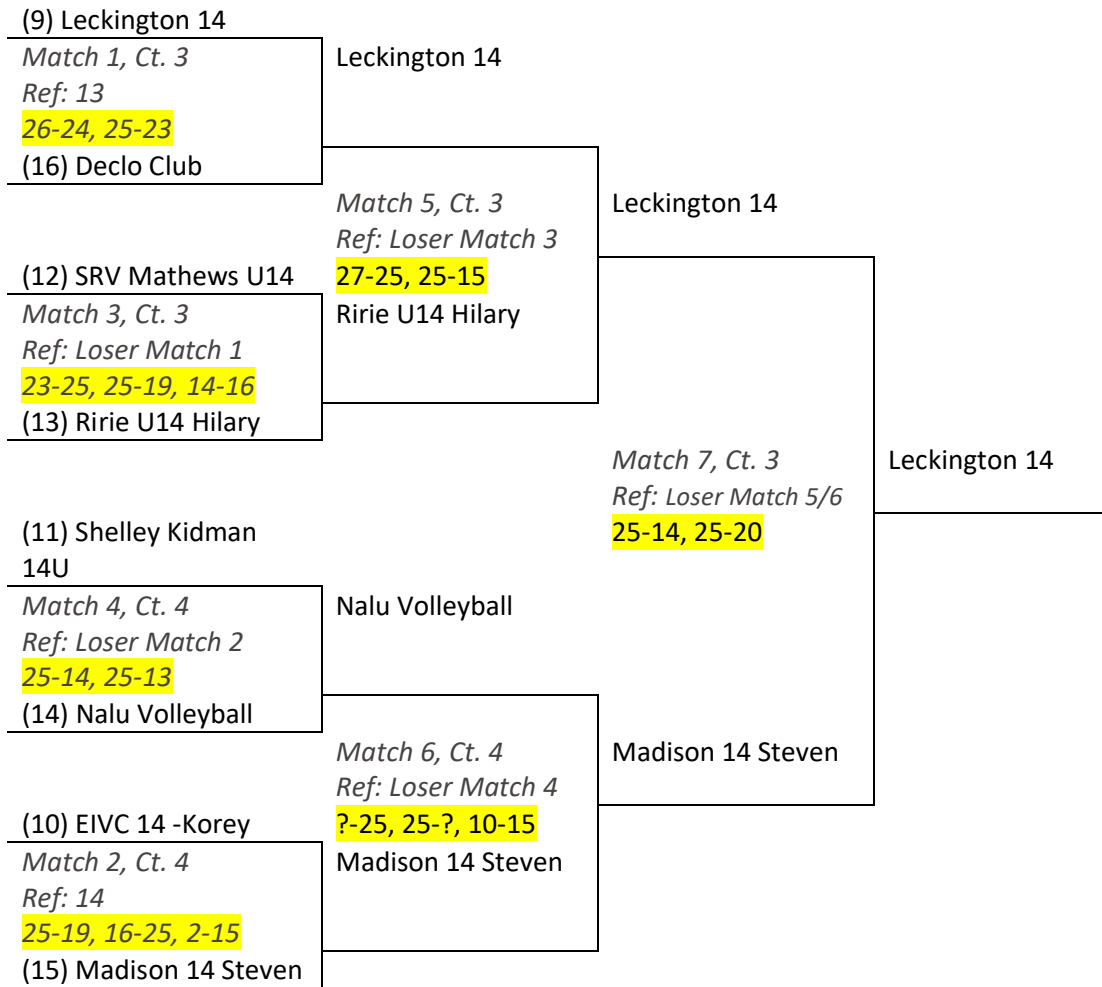 (9) Leckington 14
Match 1, Ct. 3
Ref: 13
26-24, 25-23
(16) Declo Club
Leckington 14
(12) SRV Mathews U14
Match 3, Ct. 3
Ref: Loser Match 1
23-25, 25-19, 14-16
(13) Ririe U14 Hilary
Match 5, Ct. 3
Ref: Loser Match 3
27-25, 25-15
Ririe U14 Hilary
Leckington 14
(11) Shelley Kidman
14U
Match 4, Ct. 4
Ref: Loser Match 2
25-14, 25-13
(14) Nalu Volleyball
Nalu Volleyball
(10) EIVC 14 -Korey
Match 2, Ct. 4
Ref: 14
25-19, 16-25, 2-15
(15) Madison 14 Steven
Match 6, Ct. 4
Ref: Loser Match 4
?-25, 25-?, 10-15
Madison 14 Steven
Madison 14 Steven
Match 7, Ct. 3
Ref: Loser Match 5/6
25-14, 25-20
Leckington 14